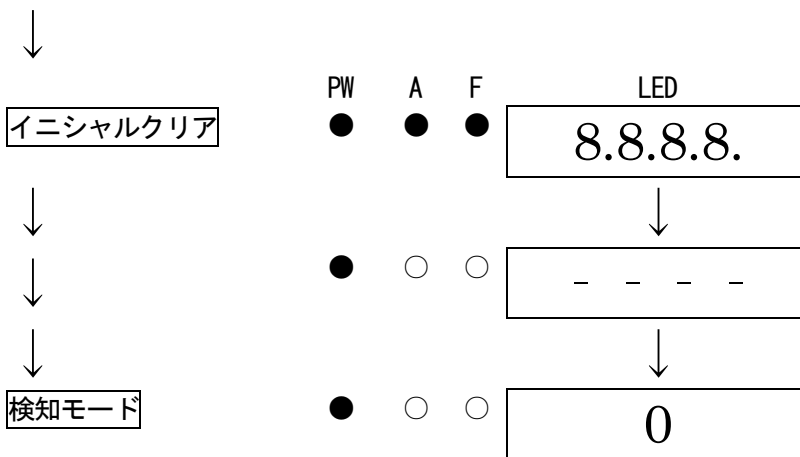 ↓
PW A F LED
イニシャルクリア ● ● ● 8.8.8.8.
↓ ↓
↓ ● ○ ○ - - - -
↓ ↓
検知モード ● ○ ○ 0